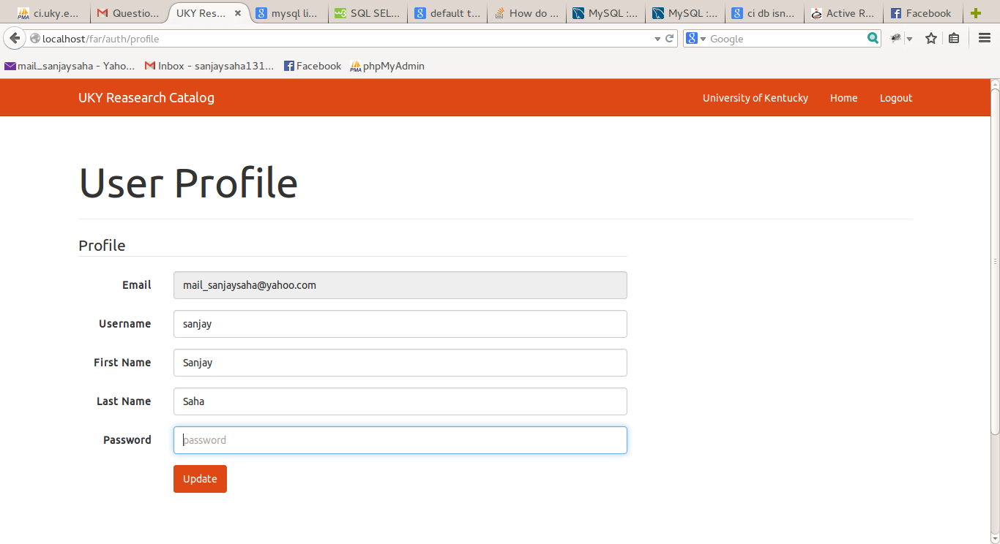 ci.uky.e... Questio... UKY Res... mysql li... SQL SEL... default t... How do ... MySQL :... MySQL :... ci db isn... Active R... Facebook
localhost/far/auth/profile Google
mail_sanjaysaha - Yaho... Inbox - sanjaysaha131... Facebook PMA phpMyAdmin
UKY Reasearch Catalog University of Kentucky Home Logout
User Profile
Profile
Email mail_sanjaysaha@yahoo.com
Username sanjay
First Name Sanjay
Last Name Saha
Password password
Update